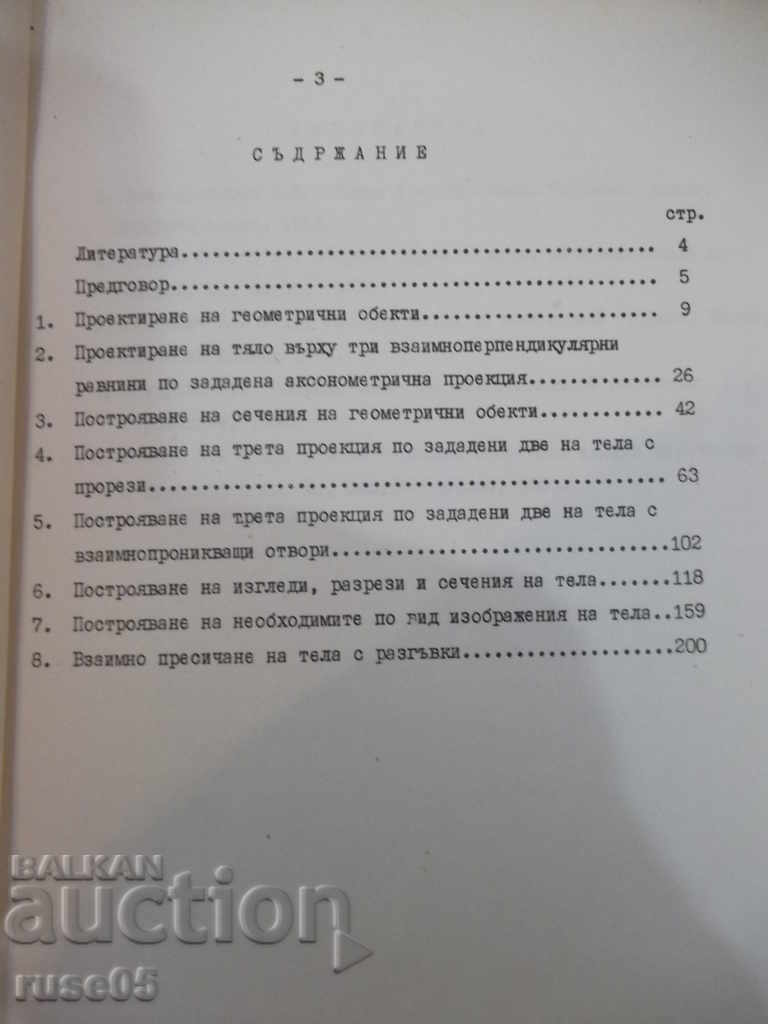 - 3 -
СЪДРЖАНИЕ
стр.
Литература.................................................. 4
Предговор................................................... 5
1. Проектиране на геометрични обекти......................... 9
2. Проектиране на тяло върху три взаимноперпендикулярни
равнини по зададена аксонометрична проекция............. 26
3. Построяване на сечения на геометрични обекти............. 42
4. Построяване на трета проекция по зададени две на тела с
прорези.................................................. 63
5. Построяване на трета проекция по зададени две на тела с
взаимнопроникващи отвори.................................102
6. Построяване на изгледи, разрези и сечения на тела.......118
7. Построяване на необходимите по вид изображения на тела..159
8. Взаимно пресичане на тела с разгъвки......................200
BALKAN
auction
ruse05